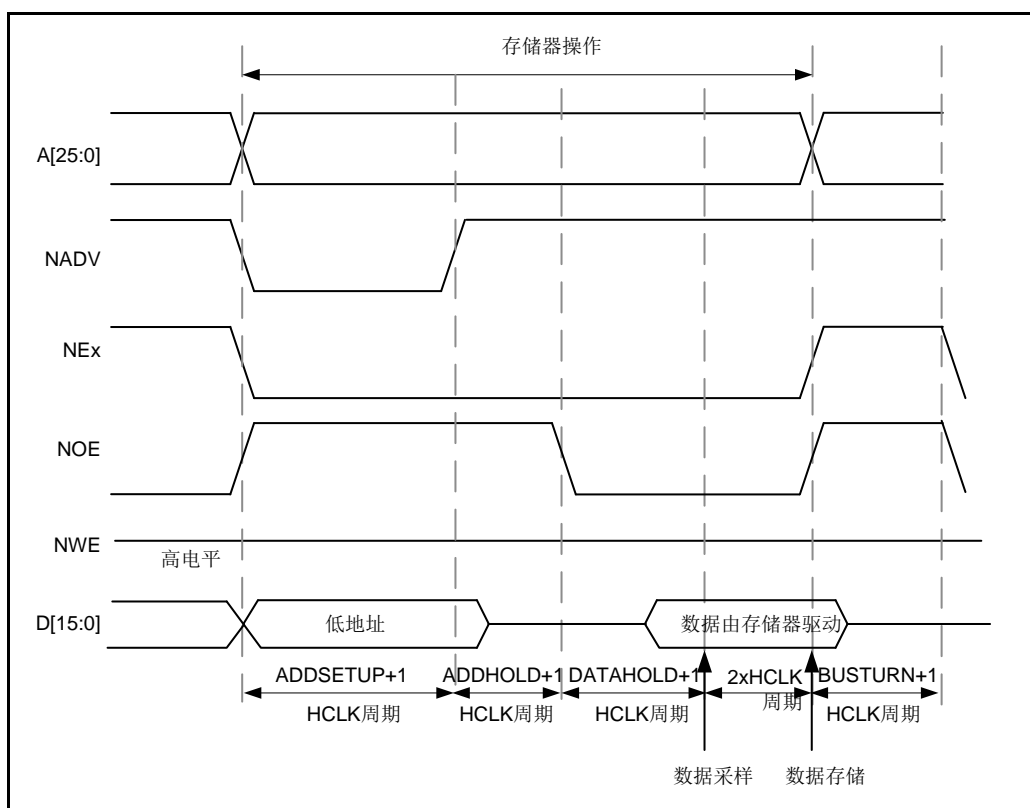 存储器操作
A[25:0]
NADV
NEx
NOE
NWE
高电平
D[15:0]
低地址
数据由存储器驱动
ADDSETUP+1
HCLK周期
ADDHOLD+1
HCLK周期
DATAHOLD+1
HCLK周期
2xHCLK
周期
BUSTURN+1
HCLK周期
数据采样
数据存储